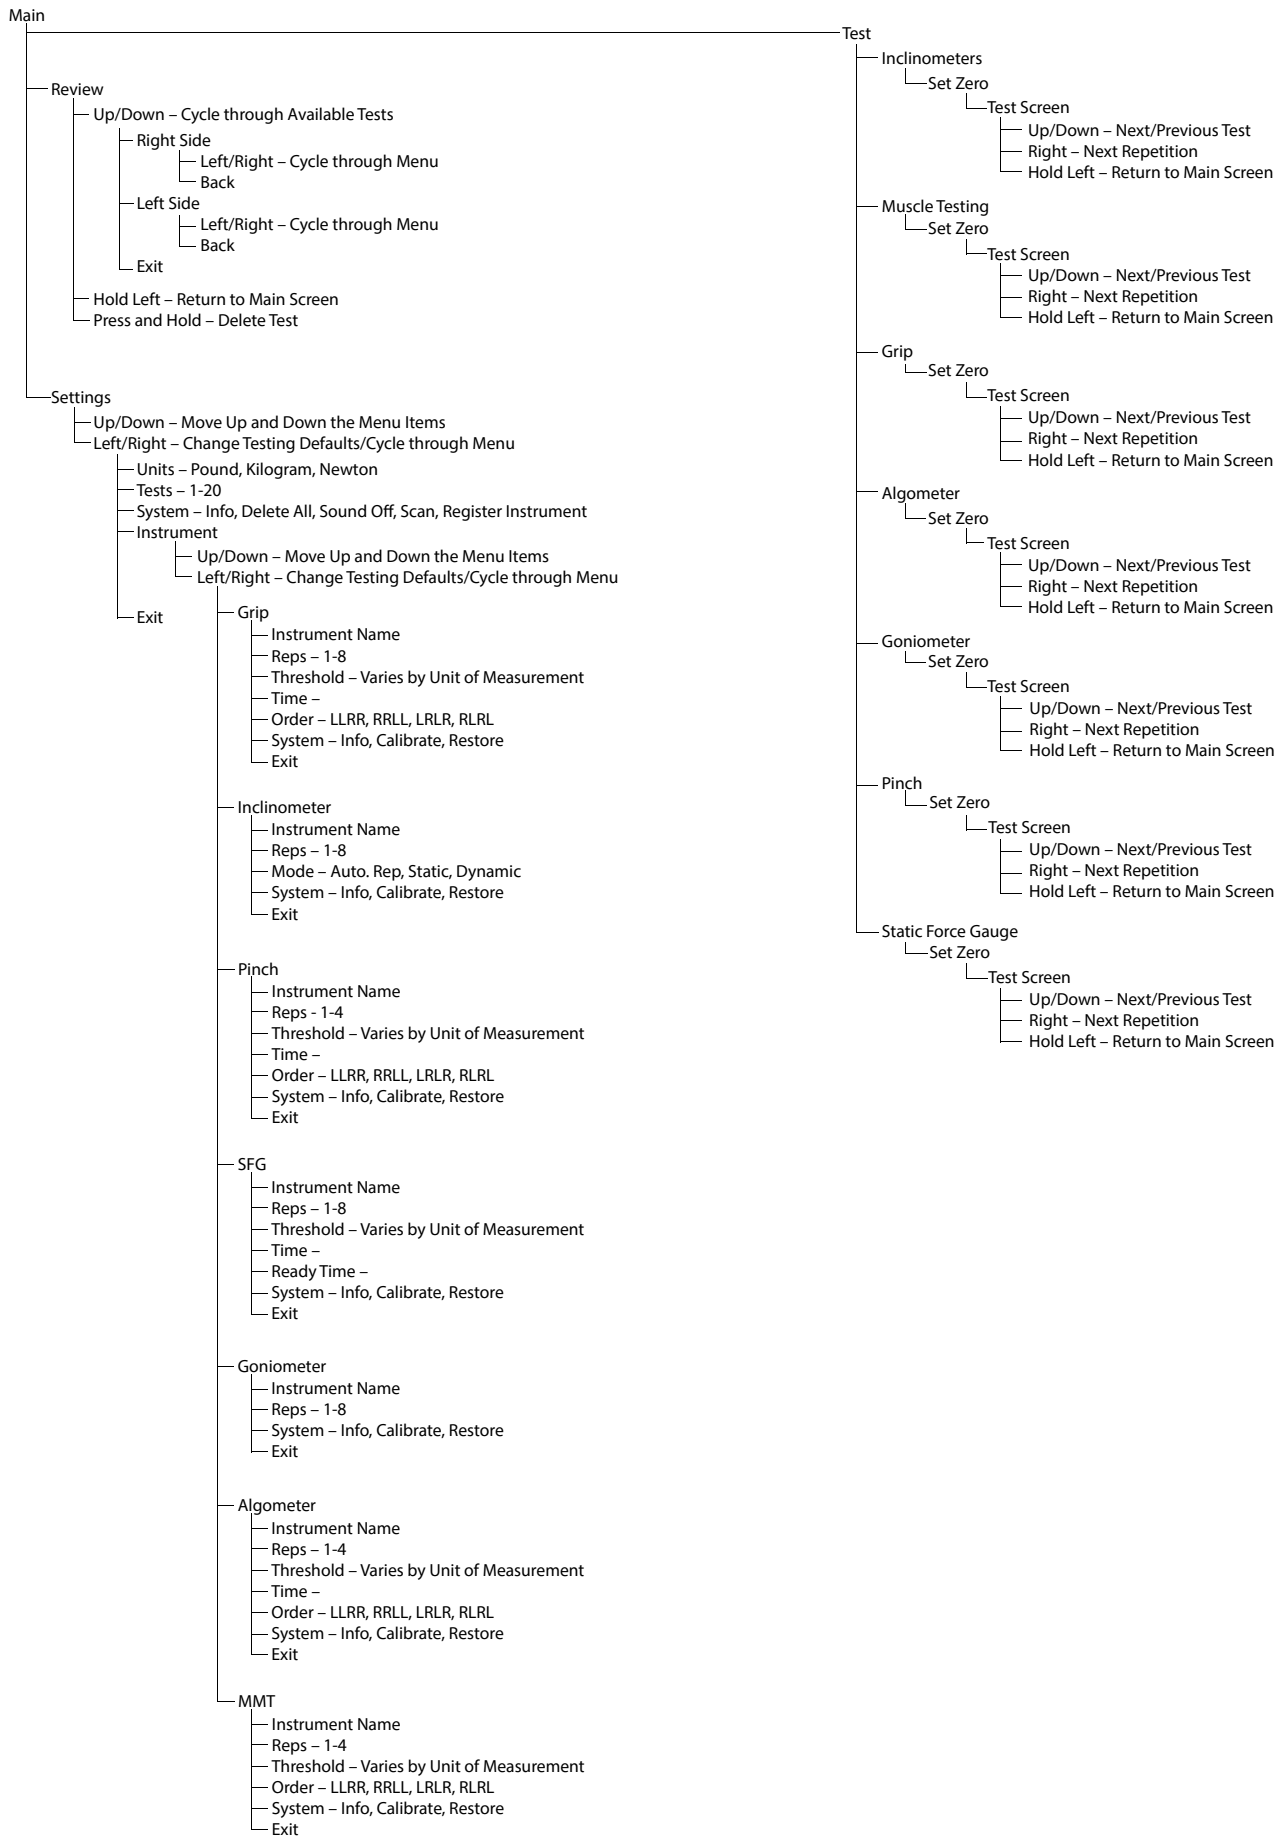 Main
Review
Up/Down – Cycle through Available Tests
Right Side
Left/Right – Cycle through Menu
Back
Left Side
Left/Right – Cycle through Menu
Back
Exit
Hold Left – Return to Main Screen
Press and Hold – Delete Test
Settings
Up/Down – Move Up and Down the Menu Items
Left/Right – Change Testing Defaults/Cycle through Menu
Units – Pound, Kilogram, Newton
Tests – 1-20
System – Info, Delete All, Sound Off, Scan, Register Instrument
Instrument
Up/Down – Move Up and Down the Menu Items
Left/Right – Change Testing Defaults/Cycle through Menu
Exit
Grip
Instrument Name
Reps – 1-8
Threshold – Varies by Unit of Measurement
Time –
Order – LLRR, RRLL, LRLR, RLRL
System – Info, Calibrate, Restore
Exit
Inclinometer
Instrument Name
Reps – 1-8
Mode – Auto. Rep, Static, Dynamic
System – Info, Calibrate, Restore
Exit
Pinch
Instrument Name
Reps - 1-4
Threshold – Varies by Unit of Measurement
Time –
Order – LLRR, RRLL, LRLR, RLRL
System – Info, Calibrate, Restore
Exit
SFG
Instrument Name
Reps – 1-8
Threshold – Varies by Unit of Measurement
Time –
Ready Time –
System – Info, Calibrate, Restore
Exit
Goniometer
Instrument Name
Reps – 1-8
System – Info, Calibrate, Restore
Exit
Algometer
Instrument Name
Reps – 1-4
Threshold – Varies by Unit of Measurement
Time –
Order – LLRR, RRLL, LRLR, RLRL
System – Info, Calibrate, Restore
Exit
MMT
Instrument Name
Reps – 1-4
Threshold – Varies by Unit of Measurement
Order – LLRR, RRLL, LRLR, RLRL
System – Info, Calibrate, Restore
Exit
Test
Inclinometers
Set Zero
Test Screen
Up/Down – Next/Previous Test
Right – Next Repetition
Hold Left – Return to Main Screen
Muscle Testing
Set Zero
Test Screen
Up/Down – Next/Previous Test
Right – Next Repetition
Hold Left – Return to Main Screen
Grip
Set Zero
Test Screen
Up/Down – Next/Previous Test
Right – Next Repetition
Hold Left – Return to Main Screen
Algometer
Set Zero
Test Screen
Up/Down – Next/Previous Test
Right – Next Repetition
Hold Left – Return to Main Screen
Goniometer
Set Zero
Test Screen
Up/Down – Next/Previous Test
Right – Next Repetition
Hold Left – Return to Main Screen
Pinch
Set Zero
Test Screen
Up/Down – Next/Previous Test
Right – Next Repetition
Hold Left – Return to Main Screen
Static Force Gauge
Set Zero
Test Screen
Up/Down – Next/Previous Test
Right – Next Repetition
Hold Left – Return to Main Screen